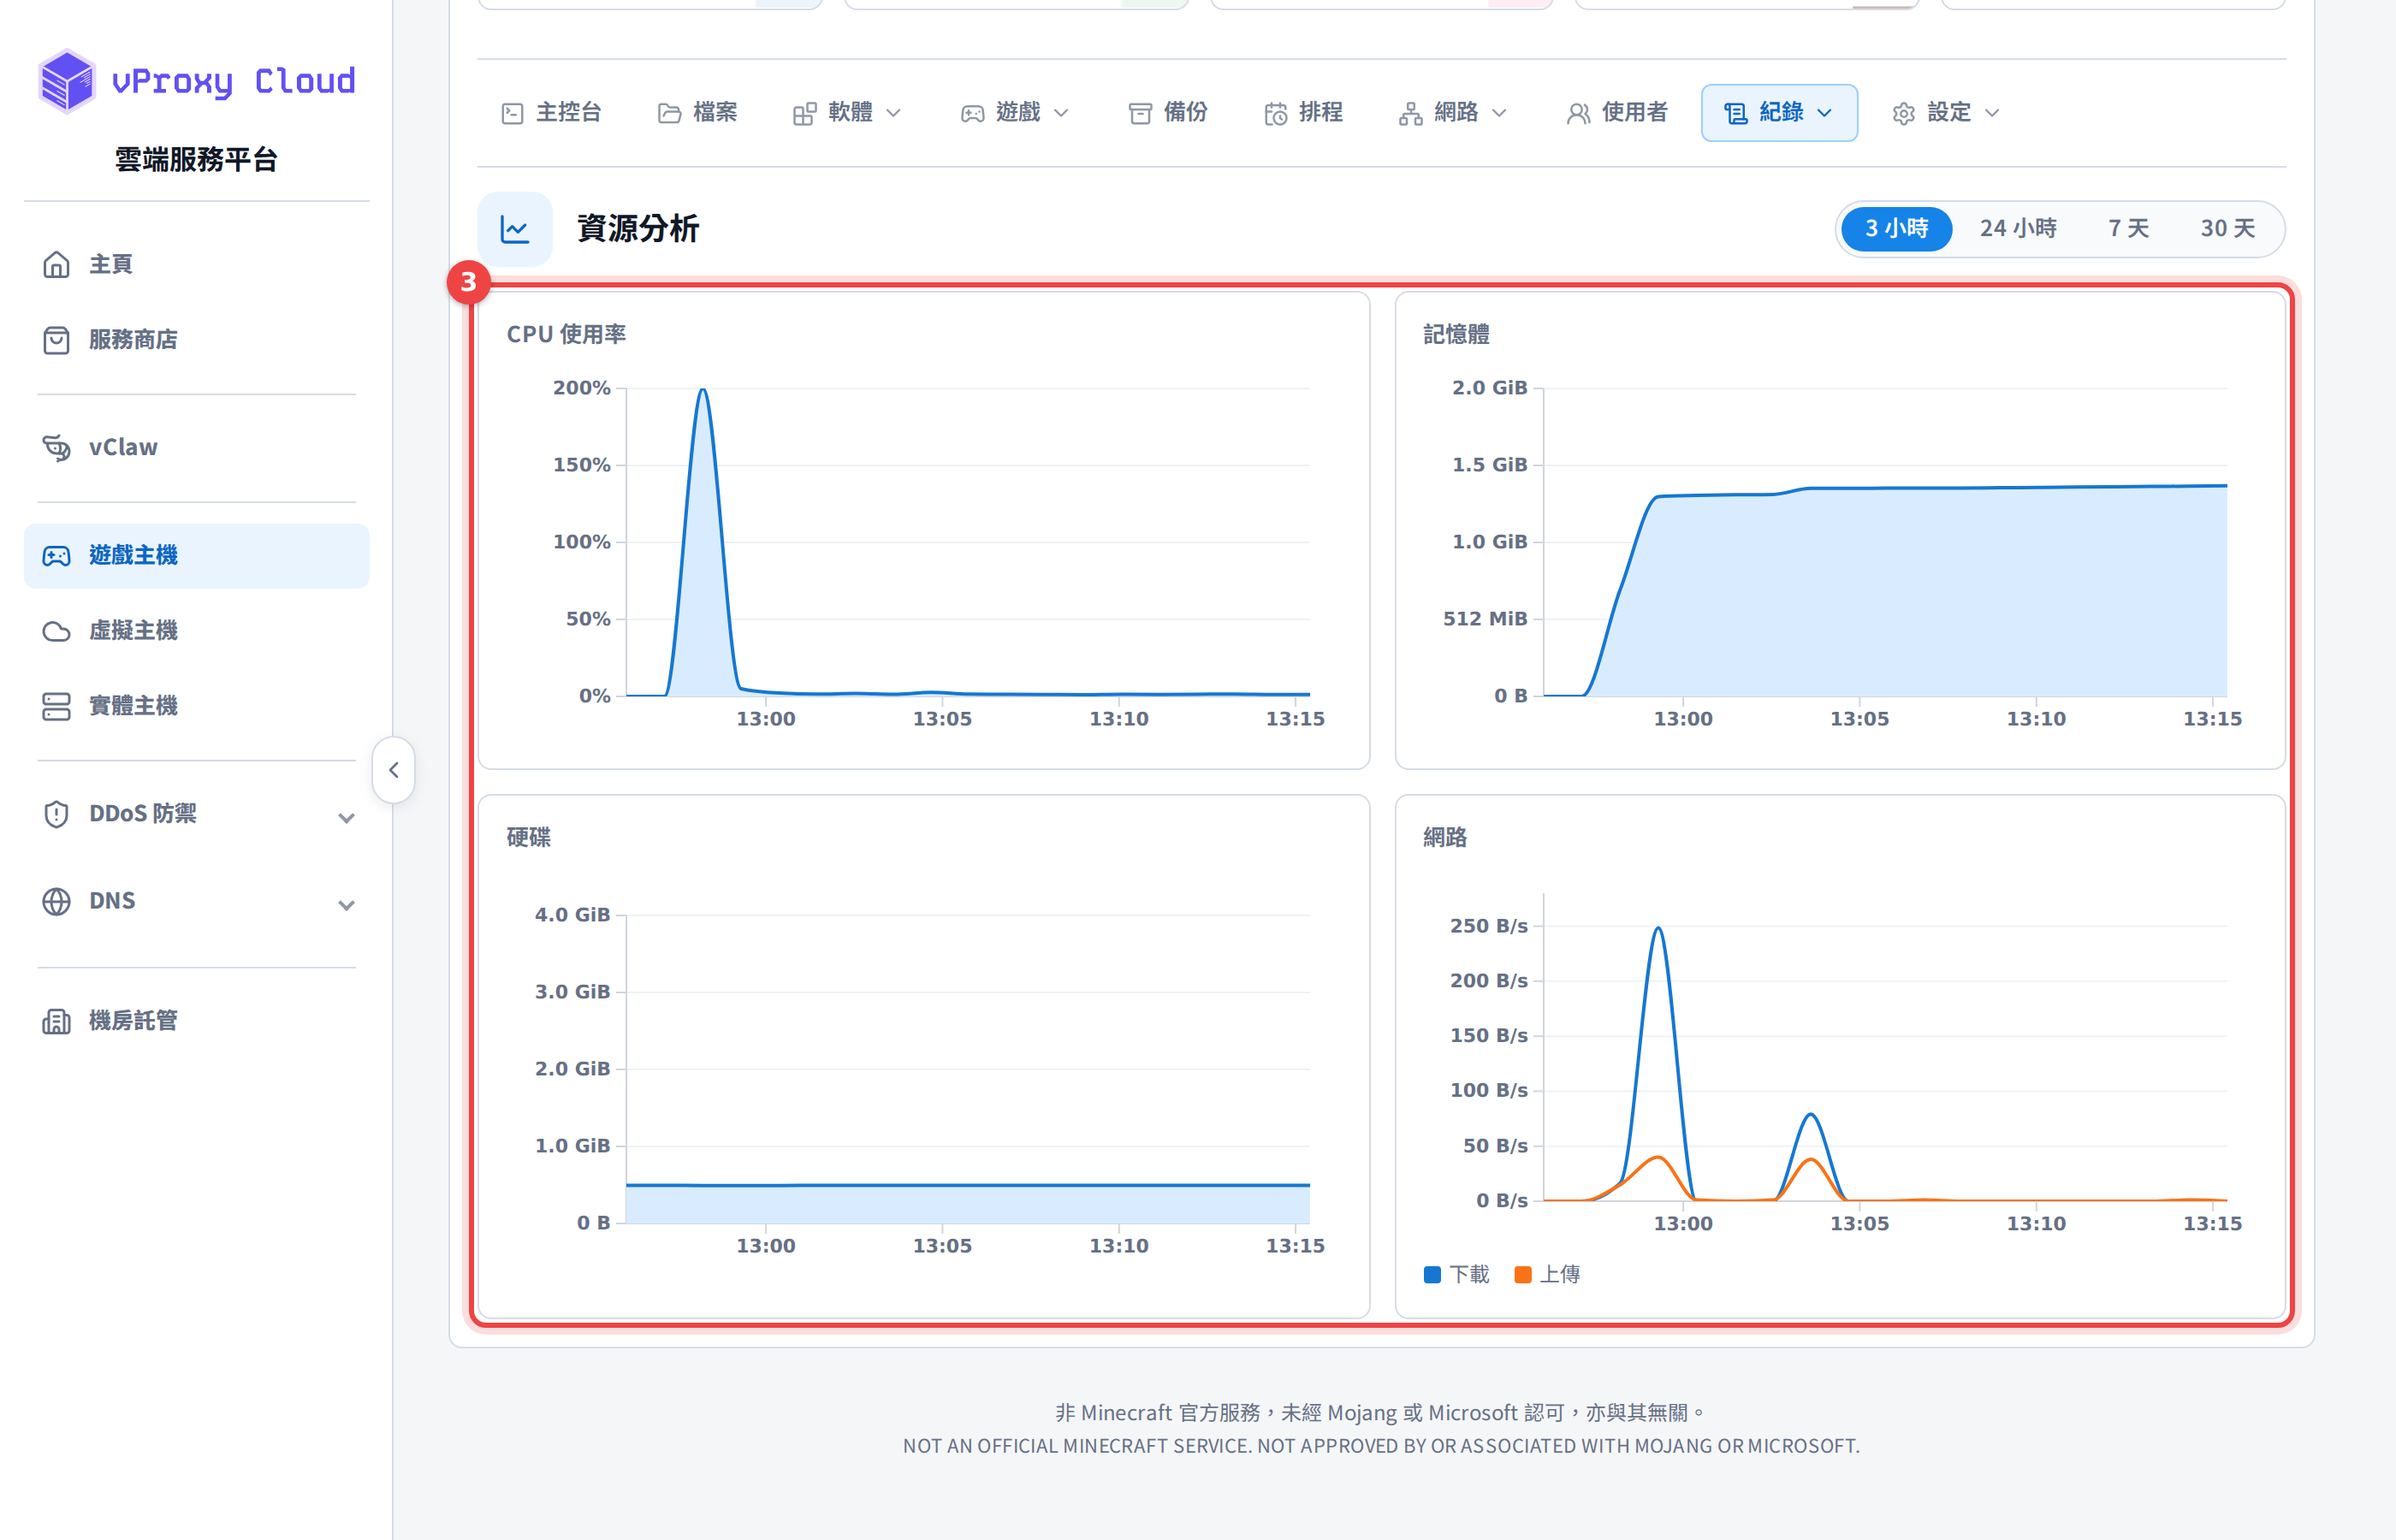 vProxy Cloud
雲端服務平台
主頁
服務商店
vClaw
遊戲主機
虛擬主機
實體主機
DDoS 防禦
DNS
機房託管
主控台 檔案 軟體 遊戲 備份 排程 網路 使用者 紀錄 設定
資源分析
3 小時 24 小時 7 天 30 天
3
CPU 使用率
200%
150%
100%
50%
0%
13:00 13:05 13:10 13:15
記憶體
2.0 GiB
1.5 GiB
1.0 GiB
512 MiB
0 B
13:00 13:05 13:10 13:15
硬碟
4.0 GiB
3.0 GiB
2.0 GiB
1.0 GiB
0 B
13:00 13:05 13:10 13:15
網路
250 B/s
200 B/s
150 B/s
100 B/s
50 B/s
0 B/s
13:00 13:05 13:10 13:15
下載 上傳
非 Minecraft 官方服務，未經 Mojang 或 Microsoft 認可，亦與其無關。
NOT AN OFFICIAL MINECRAFT SERVICE. NOT APPROVED BY OR ASSOCIATED WITH MOJANG OR MICROSOFT.